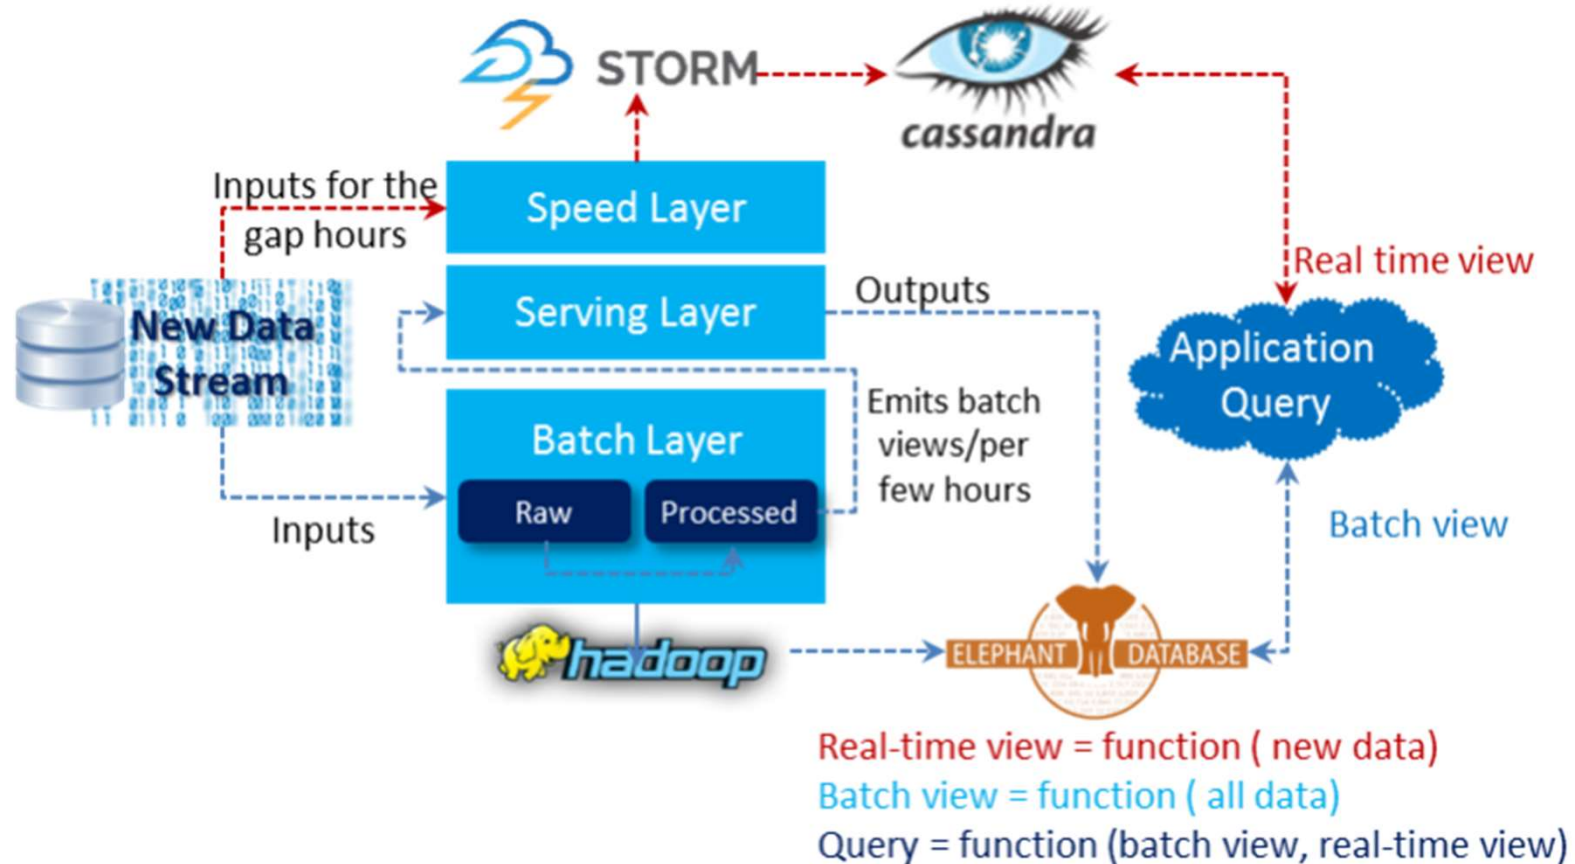 STORM
cassandra
Inputs for the
gap hours
Speed Layer
Real time view
Outputs
Serving Layer
New Data
Stream
Application
Query
Emits batch
views/per
few hours
Batch Layer
Raw
Processed
Inputs
Batch view
hadoop
ELEPHANT DATABASE
Real-time view = function ( new data)
Batch view = function ( all data)
Query = function (batch view, real-time view)